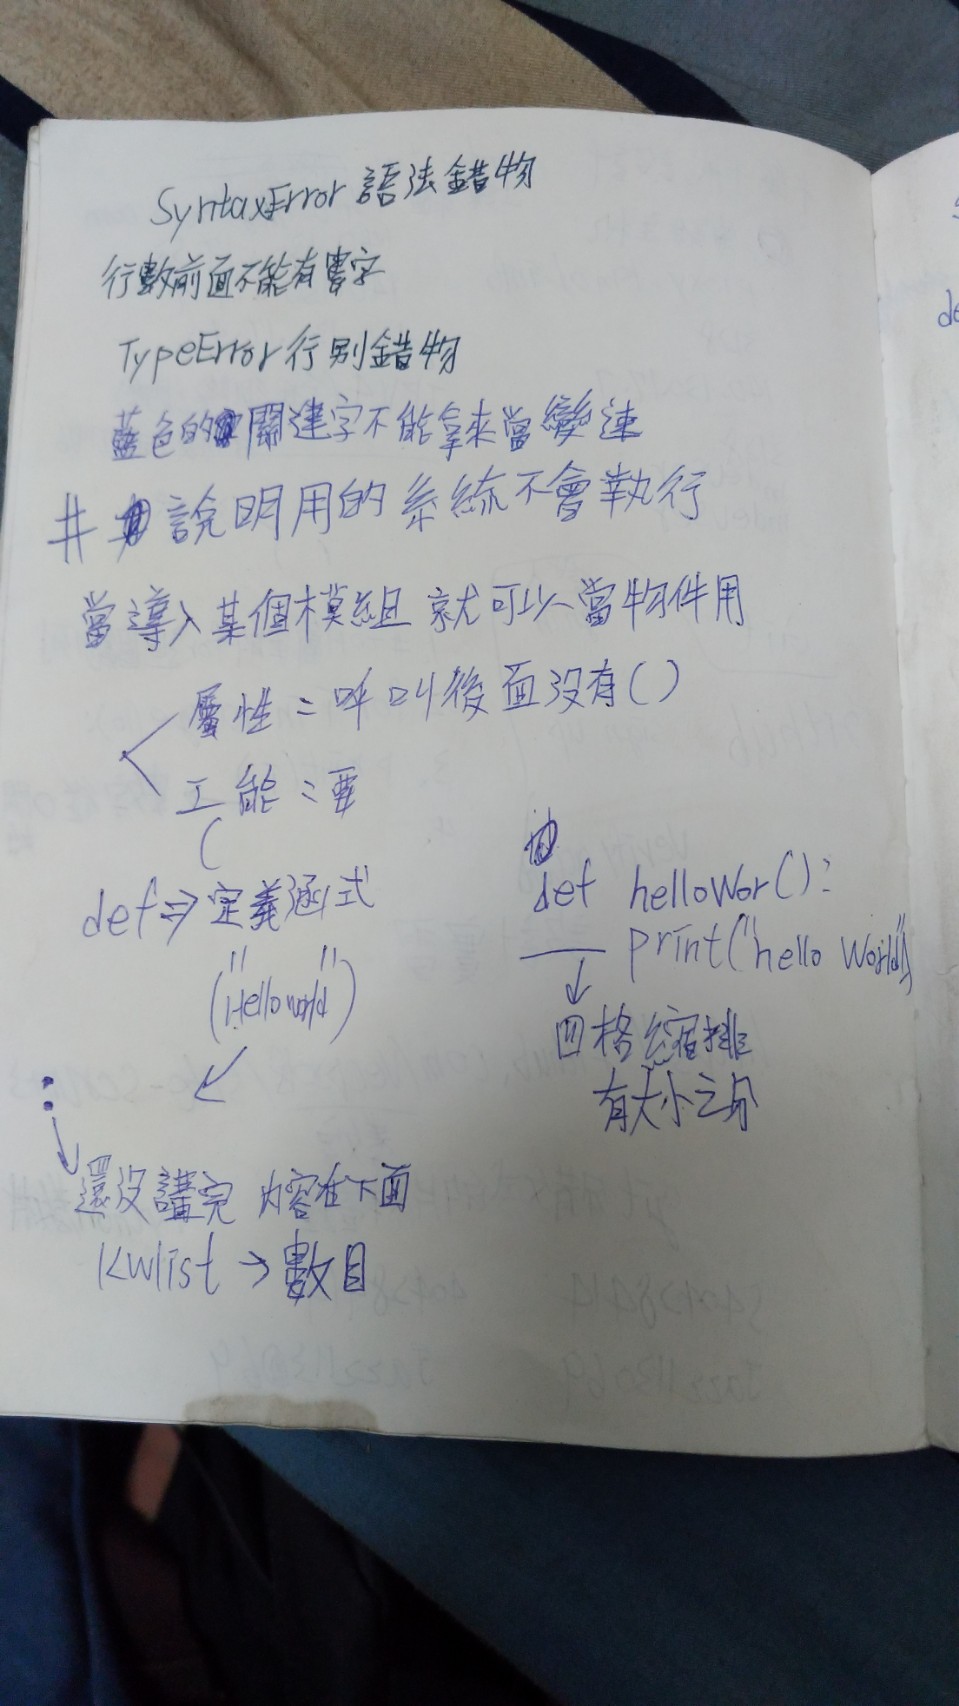 SyntaxError 語法錯物
行數前面不能有數字
TypeError 行別錯物
藍色的關建字不能拿來當變速
# 說明用的系統不會執行
當導入某個模組就可以當物件用
屬性=呼叫後面沒有()
工能=要
(
def⇒定義涵式
("Helloworld")
def helloWor():
print("hello World")
↓
四格縮排
有大小之分
:
還沒講完 內容在下面
kwlist → 數目